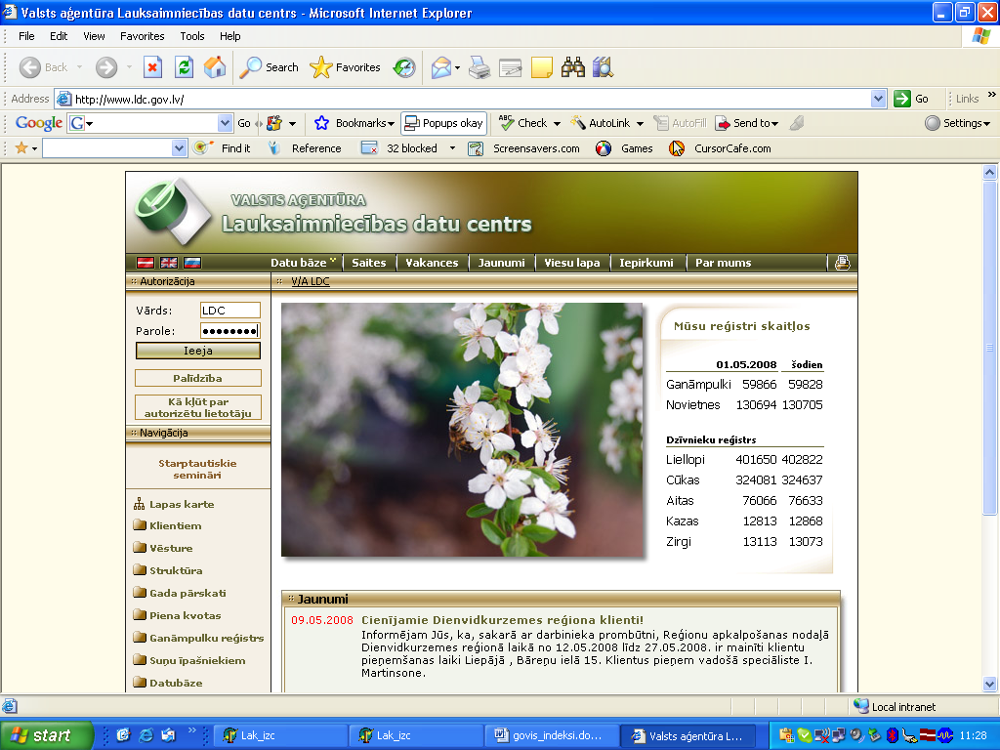 Valsts aģentūra Lauksaimniecības datu centrs - Microsoft Internet Explorer
File Edit View Favorites Tools Help
Back Search Favorites
Address http://www.ldc.gov.lv/ Go Links »
Google G Go Bookmarks Popups okay ABC Check AutoLink AutoFill Send to Settings
Find it Reference 32 blocked Screensavers.com Games CursorCafe.com
VALSTS AĢENTŪRA
Lauksaimniecības datu centrs
Datu bāze Saites Vakances Jaunumi Viesu lapa Iepirkumi Par mums
Autorizācija
V/A LDC
Vārds: LDC
Parole: ●●●●●●●●
Ieeja
Palīdzība
Kā kļūt par
autorizētu lietotāju
Navigācija
Starptautiskie
semināri
Lapas karte
Klientiem
Vēsture
Struktūra
Gada pārskati
Piena kvotas
Ganāmpulku reģistrs
Suņu īpašniekiem
Datubāze
Mūsu reģistri skaitļos
01.05.2008 šodien
Ganāmpulki 59866 59828
Novietnes 130694 130705
Dzīvnieku reģistrs
Liellopi 401650 402822
Cūkas 324081 324637
Aitas 76066 76633
Kazas 12813 12868
Zirgi 13113 13073
Jaunumi
09.05.2008 Cienījamie Dienvidkurzemes reģiona klienti!
Informējam Jūs, ka, sakarā ar darbinieka prombūtni, Reģionu apkalpošanas nodaļā
Dienvidkurzemes reģionā laikā no 12.05.2008 līdz 27.05.2008. ir mainīti klientu
pieņemšanas laiki Liepājā , Bāreņu ielā 15. Klientus pieņem vadošā speciāliste I.
Martinsone.
Local intranet
start » Lak_izc Lak_izc govis_indeksi.do... Valsts aģentūra L... 11:28